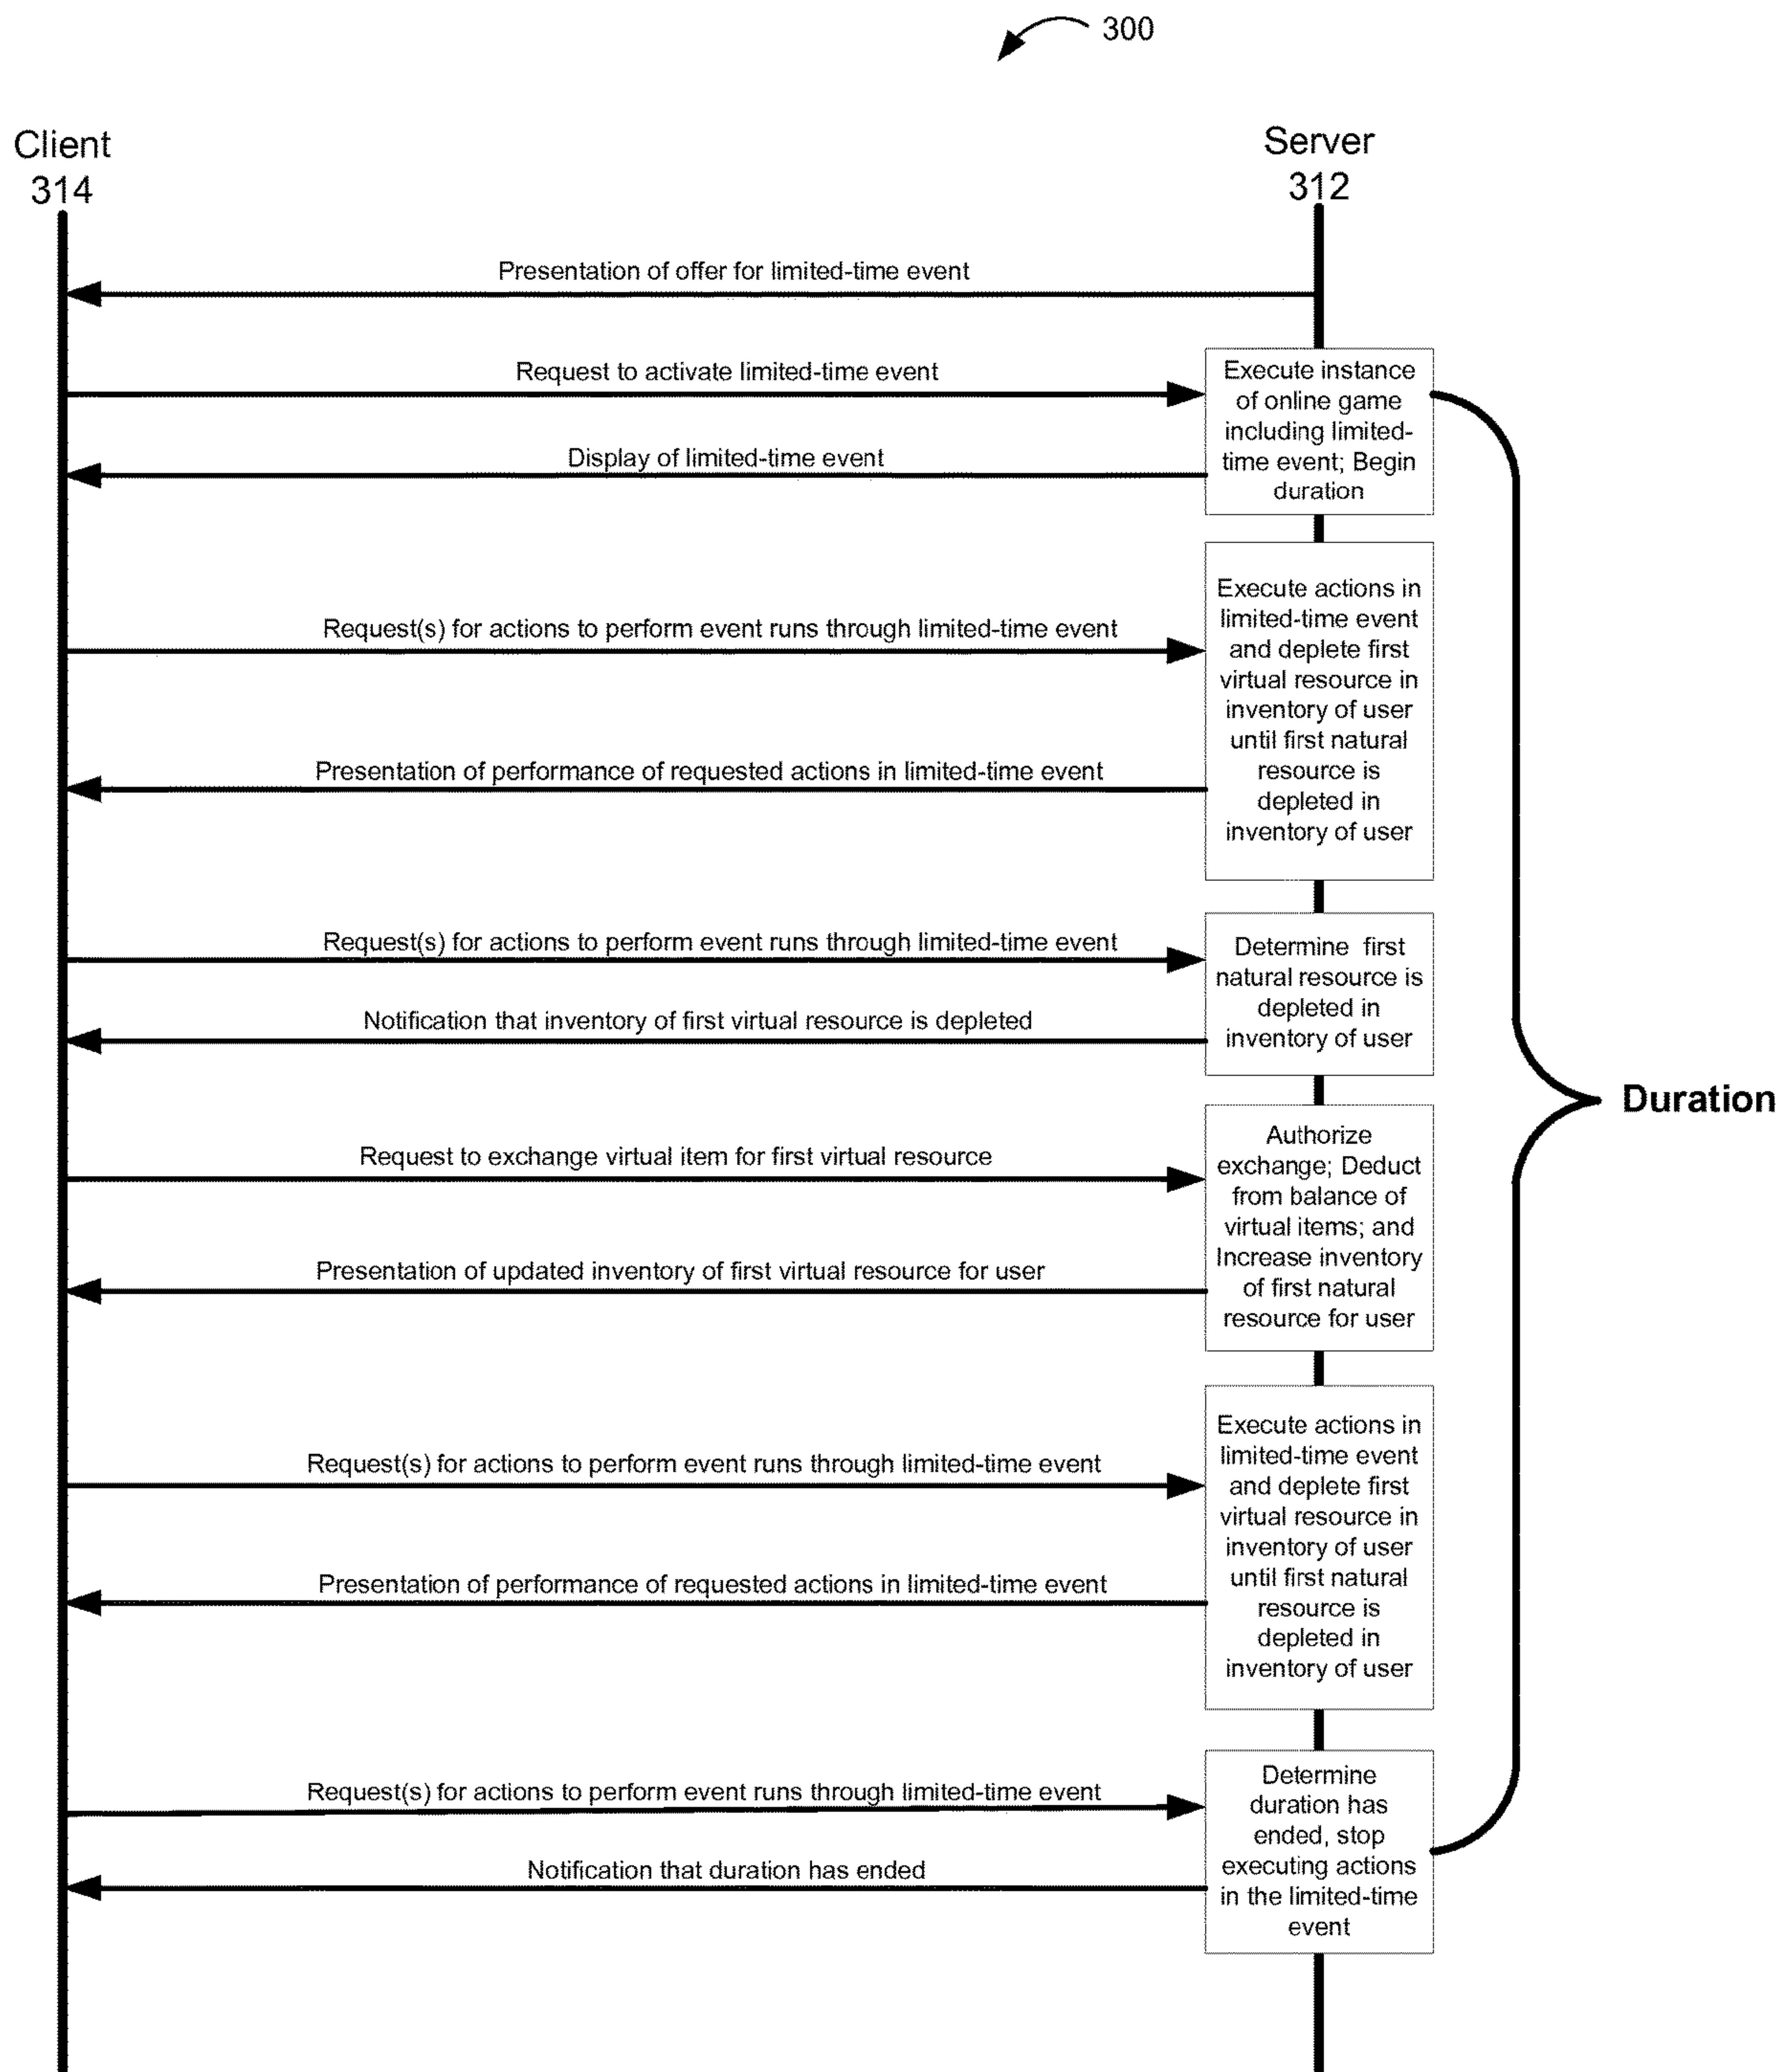 300
Client
314
Server
312
Presentation of offer for limited-time event
Request to activate limited-time event
Display of limited-time event
Execute instance
of online game
including limited-
time event; Begin
duration
Request(s) for actions to perform event runs through limited-time event
Presentation of performance of requested actions in limited-time event
Execute actions in
limited-time event
and deplete first
virtual resource in
inventory of user
until first natural
resource is
depleted in
inventory of user
Request(s) for actions to perform event runs through limited-time event
Notification that inventory of first virtual resource is depleted
Determine first
natural resource is
depleted in
inventory of user
Duration
Request to exchange virtual item for first virtual resource
Presentation of updated inventory of first virtual resource for user
Authorize
exchange; Deduct
from balance of
virtual items; and
Increase inventory
of first natural
resource for user
Request(s) for actions to perform event runs through limited-time event
Presentation of performance of requested actions in limited-time event
Execute actions in
limited-time event
and deplete first
virtual resource in
inventory of user
until first natural
resource is
depleted in
inventory of user
Request(s) for actions to perform event runs through limited-time event
Notification that duration has ended
Determine
duration has
ended, stop
executing actions
in the limited-time
event